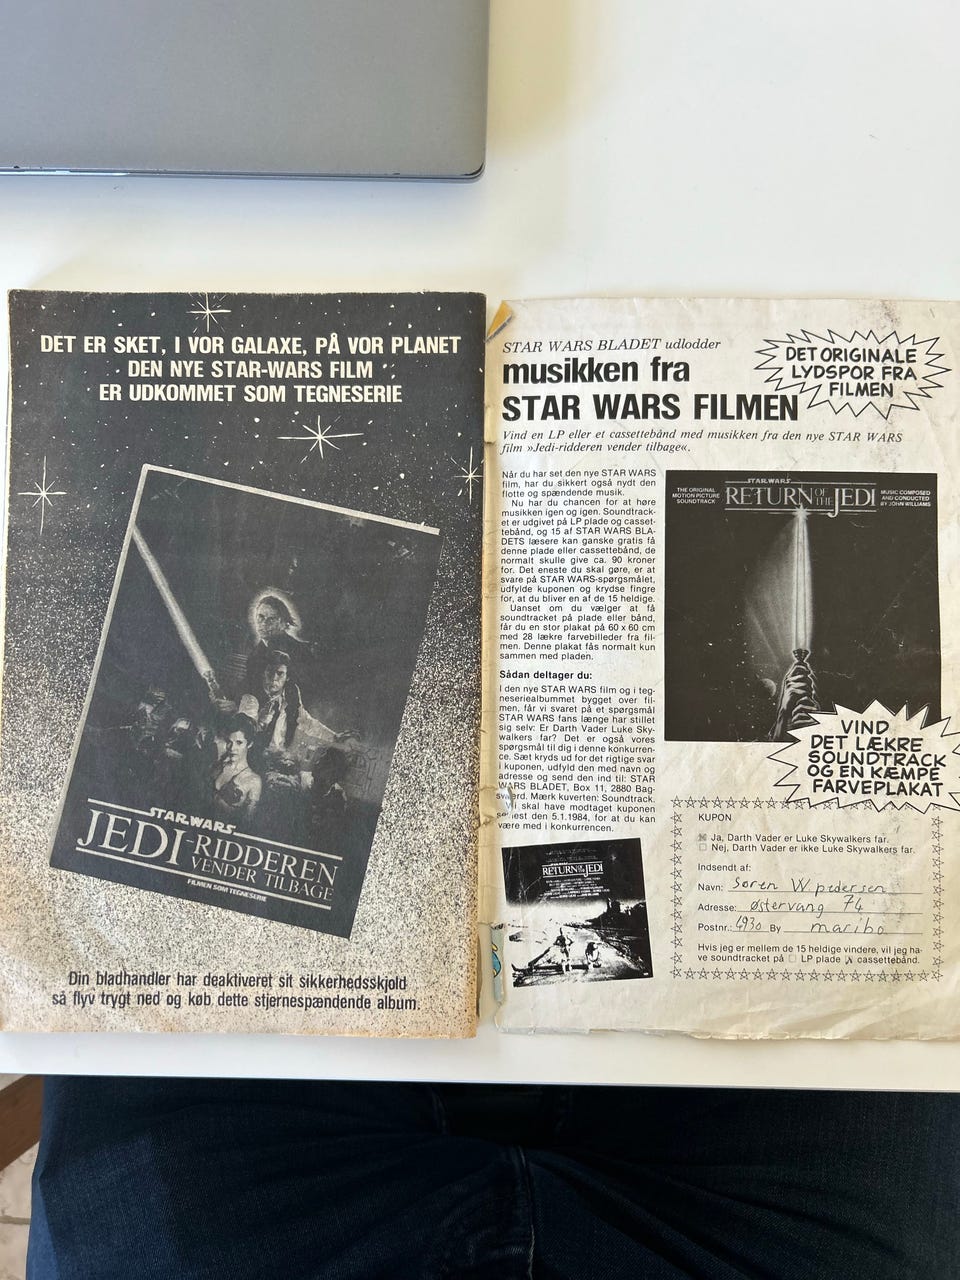 DET ER SKET, I VOR GALAXE, PÅ VOR PLANET
DEN NYE STAR-WARS FILM
ER UDKOMMET SOM TEGNESERIE
STAR WARS
JEDI-RIDDEREN
VENDER TILBAGE
FILMEN SOM TEGNESERIE
Din bladhandler har deaktiveret sit sikkerhedsskjold
så flyv trygt ned og køb dette stjernespændende album.
STAR WARS BLADET udlodder
musikken fra
STAR WARS FILMEN
DET ORIGINALE
LYDSPOR FRA
FILMEN
Vind en LP eller et cassettebånd med musikken fra den nye STAR WARS
film »Jedi-ridderen vender tilbage«.
Når du har set den nye STAR WARS
film, har du sikkert også nydt den
flotte og spændende musik.
Nu har du chancen for at høre
musikken igen og igen. Soundtrack-
et er udgivet på LP plade og casset-
tebånd, og 15 af STAR WARS BLA-
DETS læsere kan ganske gratis få
denne plade eller cassettebånd, de
normalt skulle give ca. 90 kroner
for. Det eneste du skal gøre, er at
svare på STAR WARS-spørgsmålet,
udfylde kuponen og krydse fingre
for, at du bliver en af de 15 heldige.
Uanset om du vælger at få
soundtracket på plade eller bånd,
får du en stor plakat på 60 x 60 cm
med 28 lækre farvebilleder fra fil-
men. Denne plakat fås normalt kun
sammen med pladen.
Sådan deltager du:
I den nye STAR WARS film og i teg-
neseriealbummet bygget over fil-
men, får vi svaret på et spørgsmål
STAR WARS fans længe har stillet
sig selv: Er Darth Vader Luke Sky-
walkers far? Det er også vores
spørgsmål til dig i denne konkurren-
ce. Sæt kryds ud for det rigtige svar
i kuponen, udfyld den med navn og
adresse og send den ind til: STAR
WARS BLADET, Box 11, 2880 Bag-
sværd. Mærk kuverten: Soundtrack.
Vi skal have modtaget kuponen
senest den 5.1.1984, for at du kan
være med i konkurrencen.
THE ORIGINAL
MOTION PICTURE
SOUNDTRACK
STAR WARS
RETURN OF THE JEDI
MUSIC COMPOSED
AND CONDUCTED
BY JOHN WILLIAMS
VIND
DET LÆKRE
SOUNDTRACK
OG EN KÆMPE
FARVEPLAKAT
RETURN OF THE JEDI
KUPON
Ja, Darth Vader er Luke Skywalkers far.
Nej, Darth Vader er ikke Luke Skywalkers far.
Indsendt af:
Navn: Søren W pedersen
Adresse: østervang 74
Postnr.: 4930 By maribo
Hvis jeg er mellem de 15 heldige vindere, vil jeg ha-
ve soundtracket på LP plade cassettebånd.